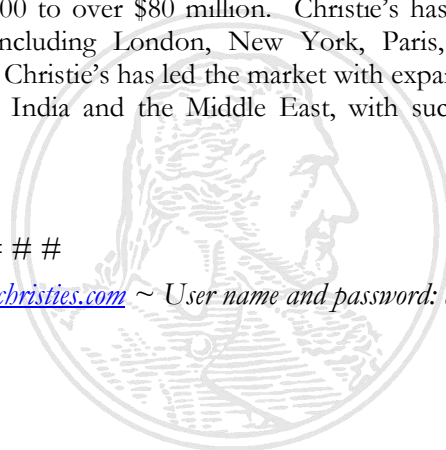 00 to over $80 million. Christie's has
ncluding London, New York, Paris,
Christie's has led the market with expan
India and the Middle East, with suc
# # #
christies.com ~ User name and password: